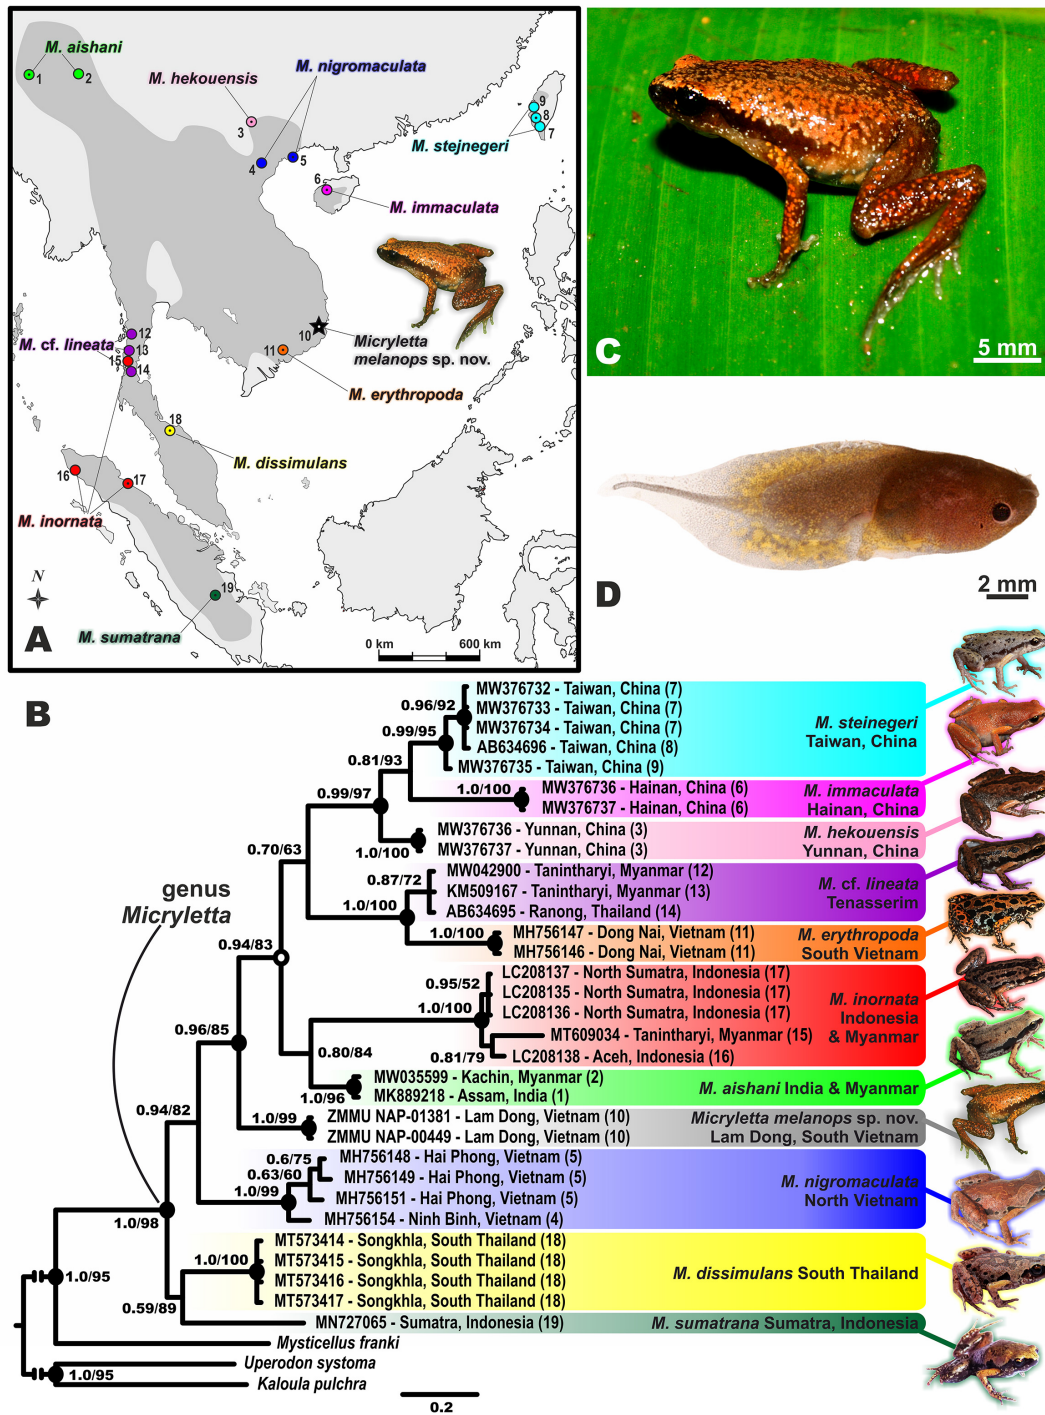 M. aishani
1
2
M. hekouensis
3
M. nigromaculata
4
5
9
8
7
M. stejnegeri
6
M. immaculata
10
Micryletta
melanops sp. nov.
11
M. erythropoda
12
M. cf. lineata
13
15
14
18
M. dissimulans
16
17
M. inornata
N
19
M. sumatrana
A
0 km
600 km
C
5 mm
D
2 mm
B
genus
Micryletta
0.96/92
MW376732 - Taiwan, China (7)
MW376733 - Taiwan, China (7)
MW376734 - Taiwan, China (7)
AB634696 - Taiwan, China (8)
MW376735 - Taiwan, China (9)
M. steinegeri
Taiwan, China
0.99/95
0.81/93
1.0/100
MW376736 - Hainan, China (6)
MW376737 - Hainan, China (6)
M. immaculata
Hainan, China
0.99/97
MW376736 - Yunnan, China (3)
MW376737 - Yunnan, China (3)
1.0/100
M. hekouensis
Yunnan, China
0.70/63
0.87/72
MW042900 - Tanintharyi, Myanmar (12)
KM509167 - Tanintharyi, Myanmar (13)
AB634695 - Ranong, Thailand (14)
M. cf. lineata
Tenasserim
1.0/100
1.0/100
MH756147 - Dong Nai, Vietnam (11)
MH756146 - Dong Nai, Vietnam (11)
M. erythropoda
South Vietnam
0.94/83
0.95/52
LC208137 - North Sumatra, Indonesia (17)
LC208135 - North Sumatra, Indonesia (17)
LC208136 - North Sumatra, Indonesia (17)
1.0/100
MT609034 - Tanintharyi, Myanmar (15)
LC208138 - Aceh, Indonesia (16)
0.81/79
M. inornata
Indonesia
& Myanmar
0.96/85
0.80/84
MW035599 - Kachin, Myanmar (2)
MK889218 - Assam, India (1)
1.0/96
M. aishani India & Myanmar
0.94/82
1.0/99
ZMMU NAP-01381 - Lam Dong, Vietnam (10)
ZMMU NAP-00449 - Lam Dong, Vietnam (10)
Micryletta melanops sp. nov.
Lam Dong, South Vietnam
0.6/75
0.63/60
1.0/99
MH756148 - Hai Phong, Vietnam (5)
MH756149 - Hai Phong, Vietnam (5)
MH756151 - Hai Phong, Vietnam (5)
MH756154 - Ninh Binh, Vietnam (4)
M. nigromaculata
North Vietnam
1.0/98
1.0/100
MT573414 - Songkhla, South Thailand (18)
MT573415 - Songkhla, South Thailand (18)
MT573416 - Songkhla, South Thailand (18)
MT573417 - Songkhla, South Thailand (18)
M. dissimulans South Thailand
1.0/95
0.59/89
MN727065 - Sumatra, Indonesia (19)
M. sumatrana Sumatra, Indonesia
Mysticellus franki
Uperodon systoma
1.0/95
Kaloula pulchra
0.2